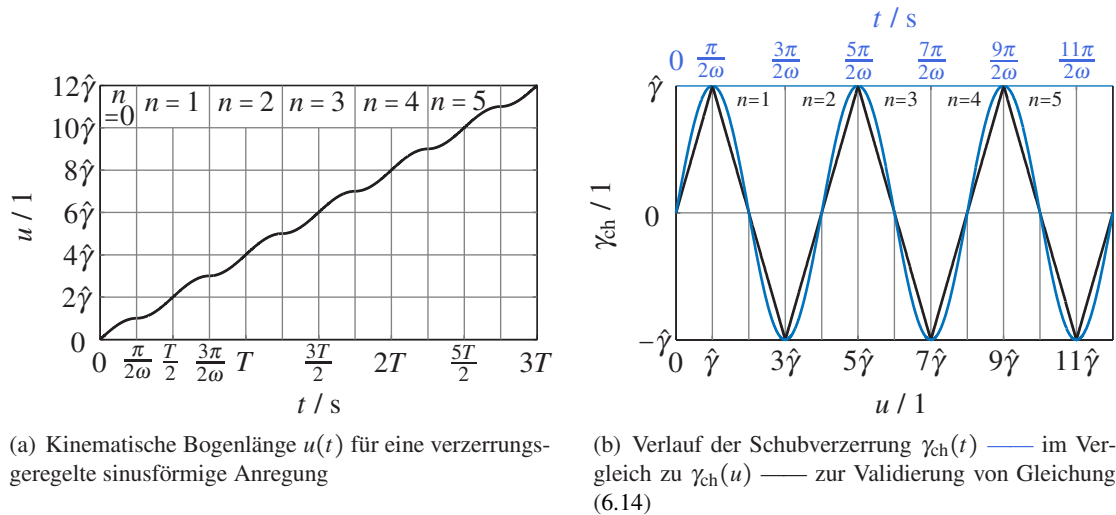 12γ̂
10γ̂
8γ̂
6γ̂
4γ̂
2γ̂
0
u / 1
n
=0
n = 1
n = 2
n = 3
n = 4
n = 5
0 π/2ω T/2 3π/2ω T 3T/2 2T 5T/2 3T
t / s
(a) Kinematische Bogenlänge u(t) für eine verzerrungs-
geregelte sinusförmige Anregung
t / s
0 π/2ω 3π/2ω 5π/2ω 7π/2ω 9π/2ω 11π/2ω
γ̂
0
−γ̂
γch / 1
n=1
n=2
n=3
n=4
n=5
0 γ̂ 3γ̂ 5γ̂ 7γ̂ 9γ̂ 11γ̂
u / 1
(b) Verlauf der Schubverzerrung γch(t) —— im Ver-
gleich zu γch(u) —— zur Validierung von Gleichung
(6.14)